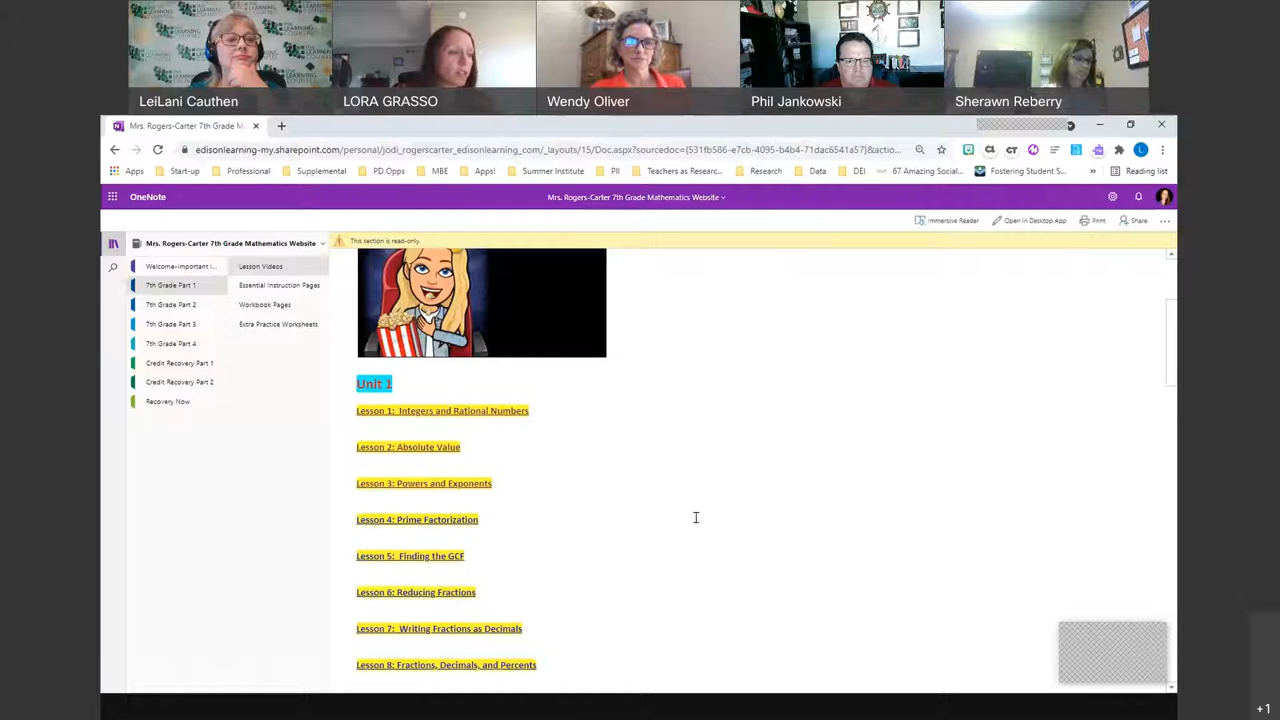 THE LEARNING COUNSEL
LeiLani Cauthen
LORA GRASSO
Wendy Oliver
Phil Jankowski
Sherawn Reberry
Mrs. Rogers-Carter 7th Grade M
edisonlearning-my.sharepoint.com/personal/jodi_rogerscarter_edisonlearning_com/_layouts/15/Doc.aspx?sourcedoc={531fb586-e7cb-4095-b4b4-71dac6541a57}&actio...
Apps
Start-up
Professional
Supplemental
PD Opps
MBE
Apps!
Summer Institute
PII
Teachers as Researc...
Research
Data
DEI
67 Amazing Social...
Fostering Student S...
Reading list
OneNote
Mrs. Rogers-Carter 7th Grade Mathematics Website
Immersive Reader
Open in Desktop App
Print
Share
Mrs. Rogers-Carter 7th Grade Mathematics Website
This section is read-only.
Welcome--important i...
7th Grade Part 1
7th Grade Part 2
7th Grade Part 3
7th Grade Part 4
Credit Recovery Part 1
Credit Recovery Part 2
Recovery Now
Lesson Videos
Essential Instruction Pages
Workbook Pages
Extra Practice Worksheets
Unit 1
Lesson 1: Integers and Rational Numbers
Lesson 2: Absolute Value
Lesson 3: Powers and Exponents
Lesson 4: Prime Factorization
Lesson 5: Finding the GCF
Lesson 6: Reducing Fractions
Lesson 7: Writing Fractions as Decimals
Lesson 8: Fractions, Decimals, and Percents
+1